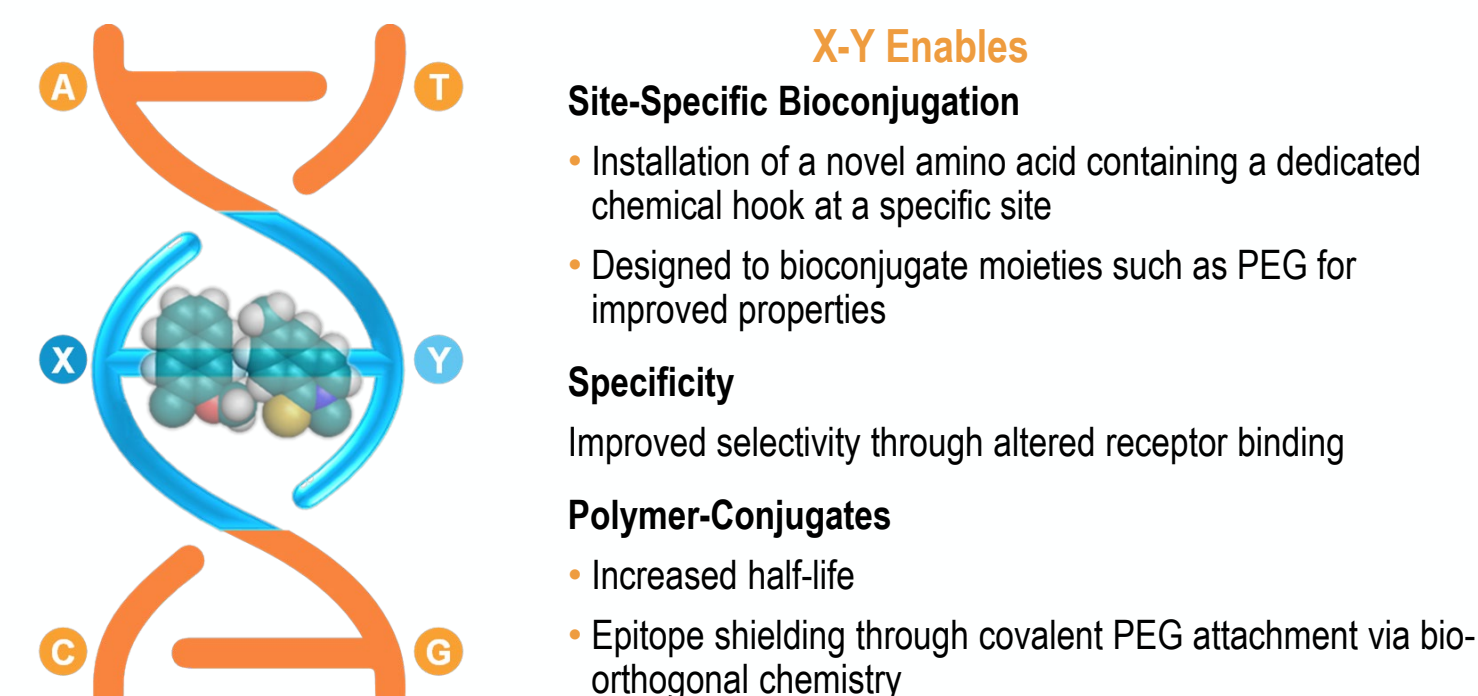 A
T
X
Y
C
G
X-Y Enables
Site-Specific Bioconjugation
• Installation of a novel amino acid containing a dedicated
chemical hook at a specific site
• Designed to bioconjugate moieties such as PEG for
improved properties
Specificity
Improved selectivity through altered receptor binding
Polymer-Conjugates
• Increased half-life
• Epitope shielding through covalent PEG attachment via bio-
orthogonal chemistry